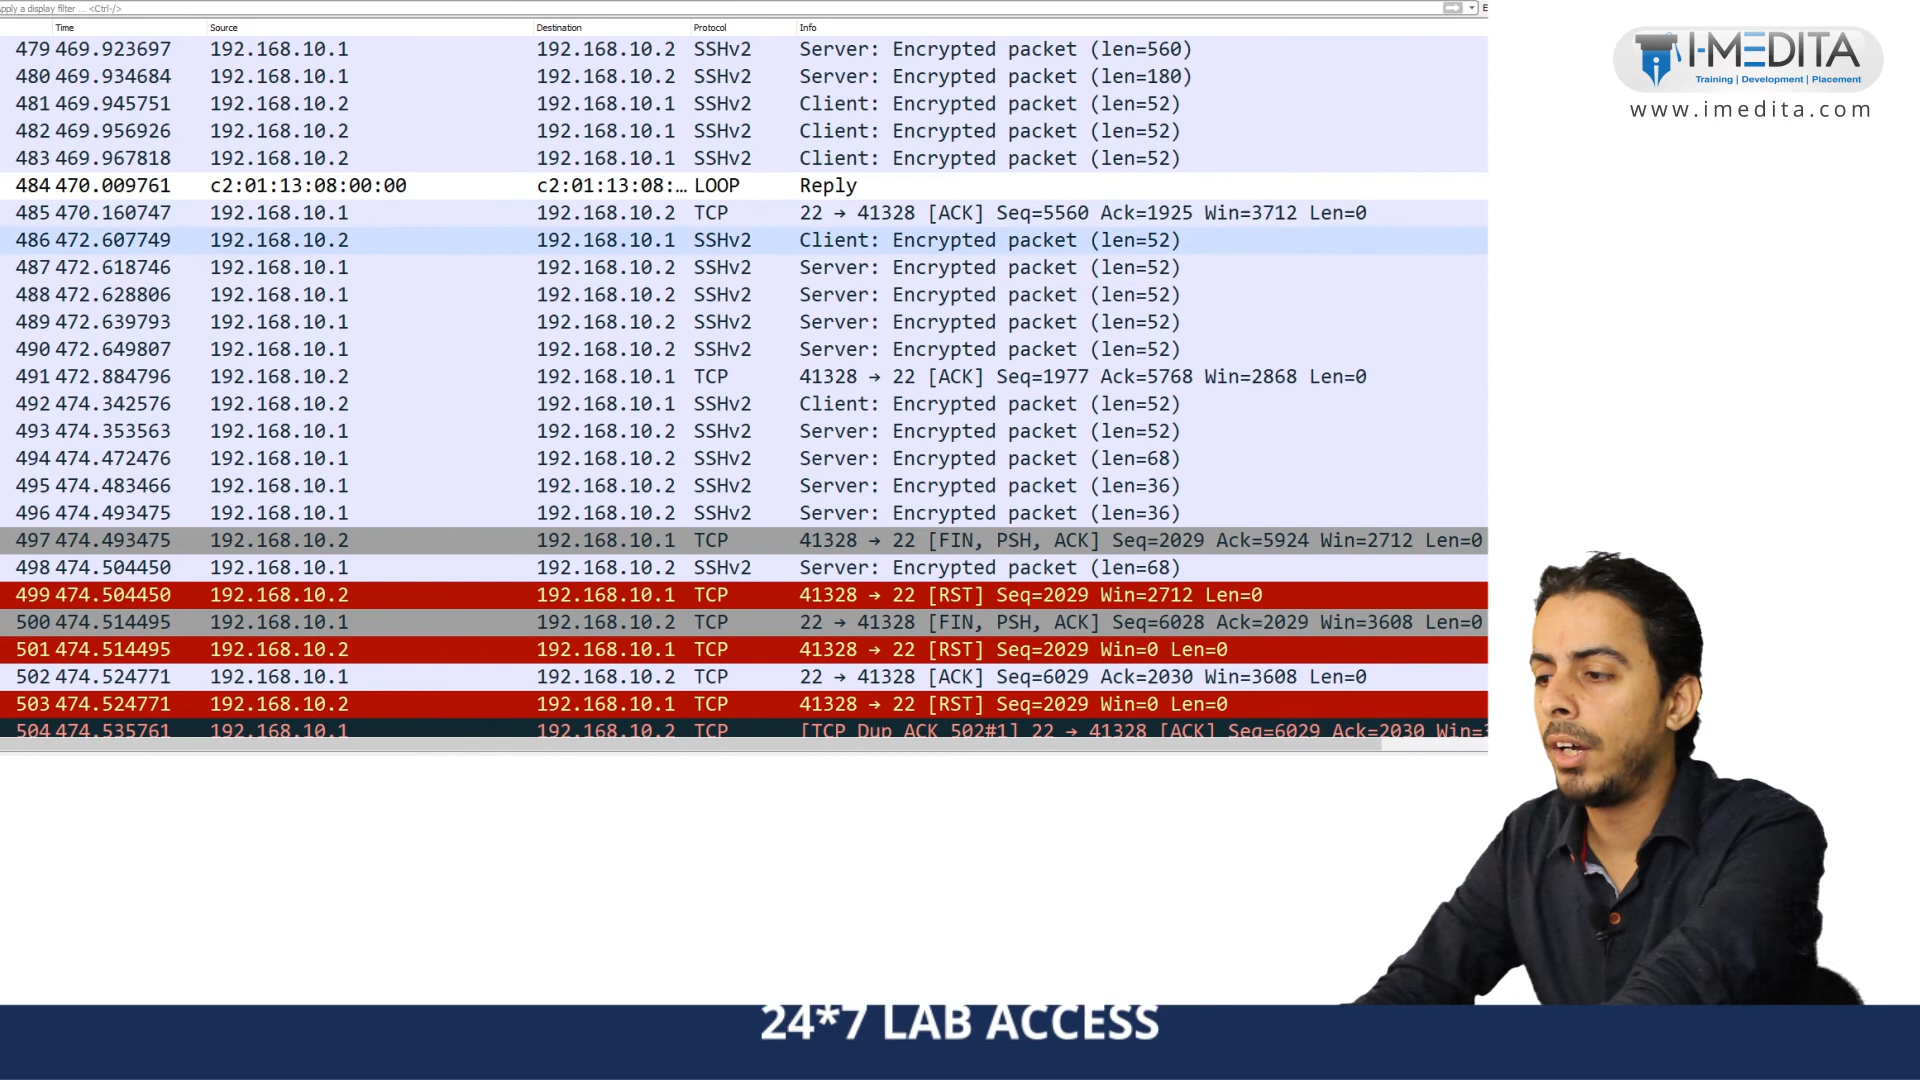 Apply a display filter ... <Ctrl-/>
Time Source Destination Protocol Info
479 469.923697 192.168.10.1 192.168.10.2 SSHv2 Server: Encrypted packet (len=560)
480 469.934684 192.168.10.1 192.168.10.2 SSHv2 Server: Encrypted packet (len=180)
481 469.945751 192.168.10.2 192.168.10.1 SSHv2 Client: Encrypted packet (len=52)
482 469.956926 192.168.10.2 192.168.10.1 SSHv2 Client: Encrypted packet (len=52)
483 469.967818 192.168.10.2 192.168.10.1 SSHv2 Client: Encrypted packet (len=52)
484 470.009761 c2:01:13:08:00:00 c2:01:13:08:… LOOP Reply
485 470.160747 192.168.10.1 192.168.10.2 TCP 22 → 41328 [ACK] Seq=5560 Ack=1925 Win=3712 Len=0
486 472.607749 192.168.10.2 192.168.10.1 SSHv2 Client: Encrypted packet (len=52)
487 472.618746 192.168.10.1 192.168.10.2 SSHv2 Server: Encrypted packet (len=52)
488 472.628806 192.168.10.1 192.168.10.2 SSHv2 Server: Encrypted packet (len=52)
489 472.639793 192.168.10.1 192.168.10.2 SSHv2 Server: Encrypted packet (len=52)
490 472.649807 192.168.10.1 192.168.10.2 SSHv2 Server: Encrypted packet (len=52)
491 472.884796 192.168.10.2 192.168.10.1 TCP 41328 → 22 [ACK] Seq=1977 Ack=5768 Win=2868 Len=0
492 474.342576 192.168.10.2 192.168.10.1 SSHv2 Client: Encrypted packet (len=52)
493 474.353563 192.168.10.1 192.168.10.2 SSHv2 Server: Encrypted packet (len=52)
494 474.472476 192.168.10.1 192.168.10.2 SSHv2 Server: Encrypted packet (len=68)
495 474.483466 192.168.10.1 192.168.10.2 SSHv2 Server: Encrypted packet (len=36)
496 474.493475 192.168.10.1 192.168.10.2 SSHv2 Server: Encrypted packet (len=36)
497 474.493475 192.168.10.2 192.168.10.1 TCP 41328 → 22 [FIN, PSH, ACK] Seq=2029 Ack=5924 Win=2712 Len=0
498 474.504450 192.168.10.1 192.168.10.2 SSHv2 Server: Encrypted packet (len=68)
499 474.504450 192.168.10.2 192.168.10.1 TCP 41328 → 22 [RST] Seq=2029 Win=2712 Len=0
500 474.514495 192.168.10.1 192.168.10.2 TCP 22 → 41328 [FIN, PSH, ACK] Seq=6028 Ack=2029 Win=3608 Len=0
501 474.514495 192.168.10.2 192.168.10.1 TCP 41328 → 22 [RST] Seq=2029 Win=0 Len=0
502 474.524771 192.168.10.1 192.168.10.2 TCP 22 → 41328 [ACK] Seq=6029 Ack=2030 Win=3608 Len=0
503 474.524771 192.168.10.2 192.168.10.1 TCP 41328 → 22 [RST] Seq=2029 Win=0 Len=0
504 474.535761 192.168.10.1 192.168.10.2 TCP [TCP Dup ACK 502#1] 22 → 41328 [ACK] Seq=6029 Ack=2030 Win=
I-MEDITA
Training | Development | Placement
www.imedita.com
24*7 LAB ACCESS